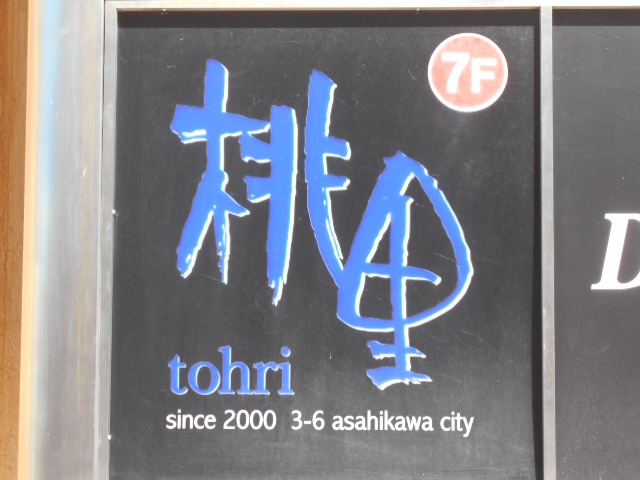 7F
桃里
tohri
since 2000 3-6 asahikawa city
D